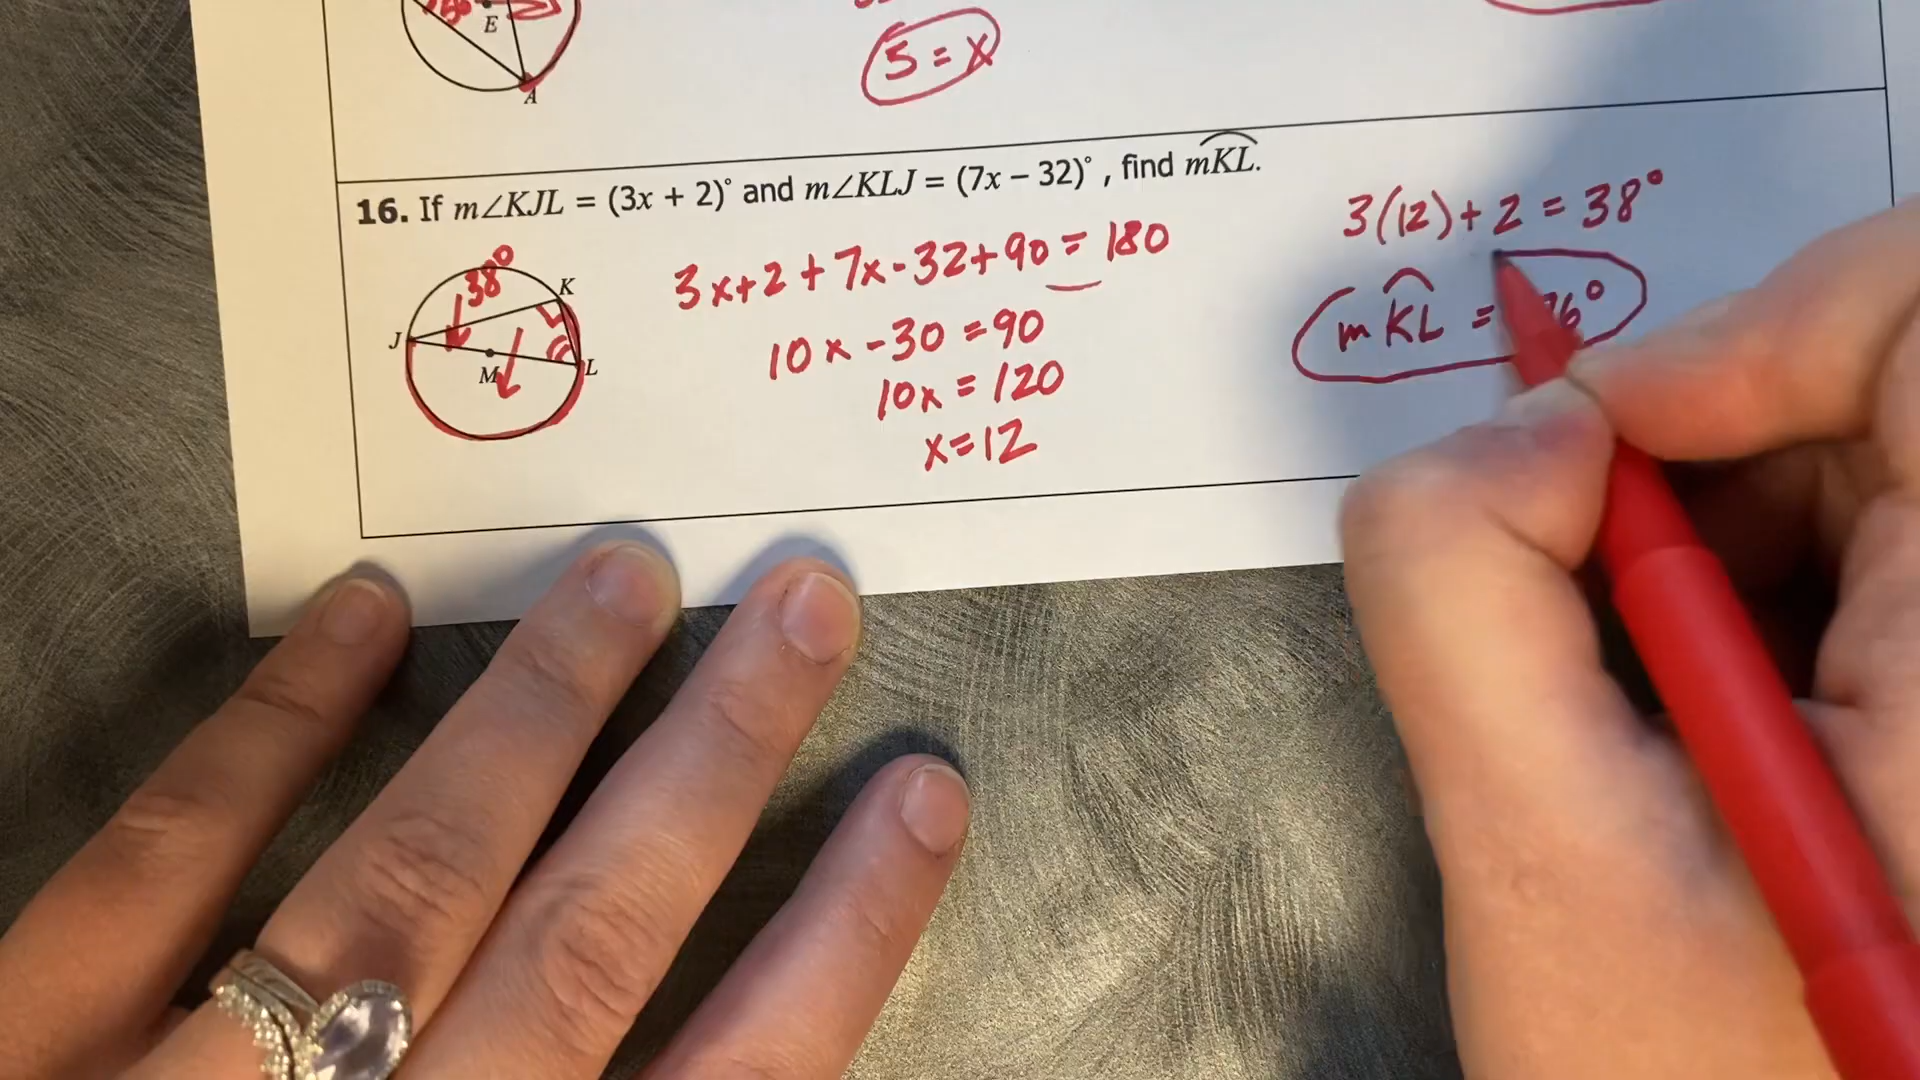 E
A
5 = x
16. If m∠KJL = (3x + 2)° and m∠KLJ = (7x − 32)°, find mKL.
38°
J
K
M
L
3x+2+7x-32+90=180
10x-30=90
10x=120
x=12
3(12)+2=38°
mKL=76°